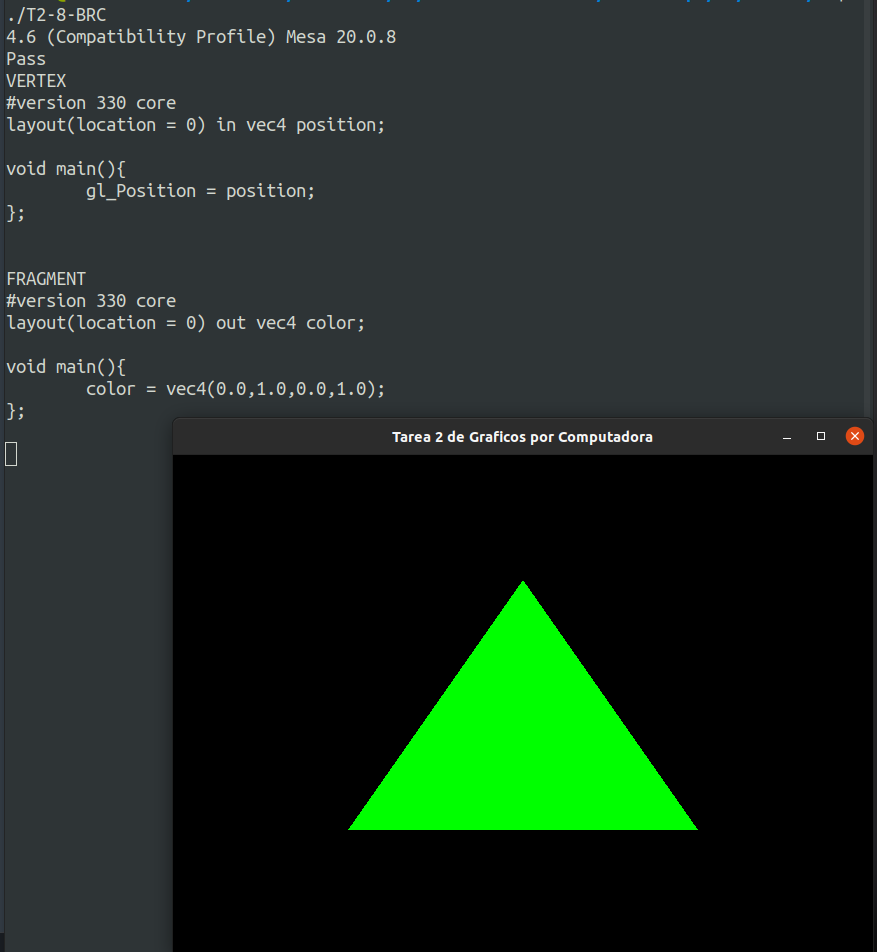 ./T2-8-BRC
4.6 (Compatibility Profile) Mesa 20.0.8
Pass
VERTEX
#version 330 core
layout(location = 0) in vec4 position;
void main(){
        gl_Position = position;
};
FRAGMENT
#version 330 core
layout(location = 0) out vec4 color;
void main(){
        color = vec4(0.0,1.0,0.0,1.0);
};
Tarea 2 de Graficos por Computadora